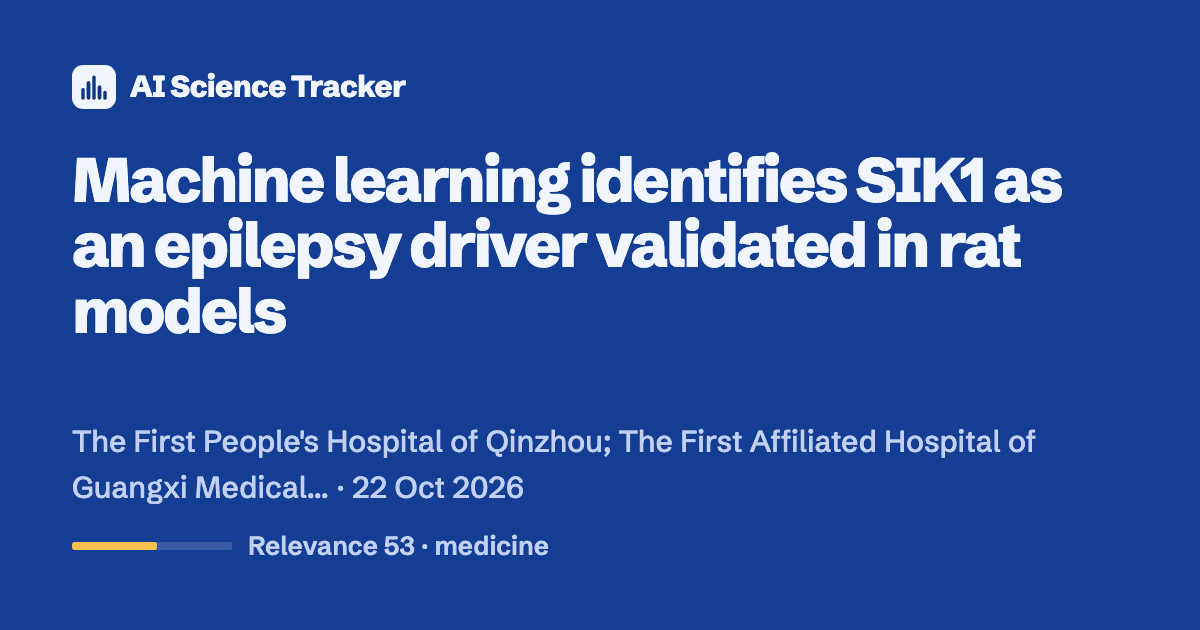 AI Science Tracker
Machine learning identifies SIK1 as
an epilepsy driver validated in rat
models
The First People's Hospital of Qinzhou; The First Affiliated Hospital of
Guangxi Medical... · 22 Oct 2026
Relevance 53 · medicine